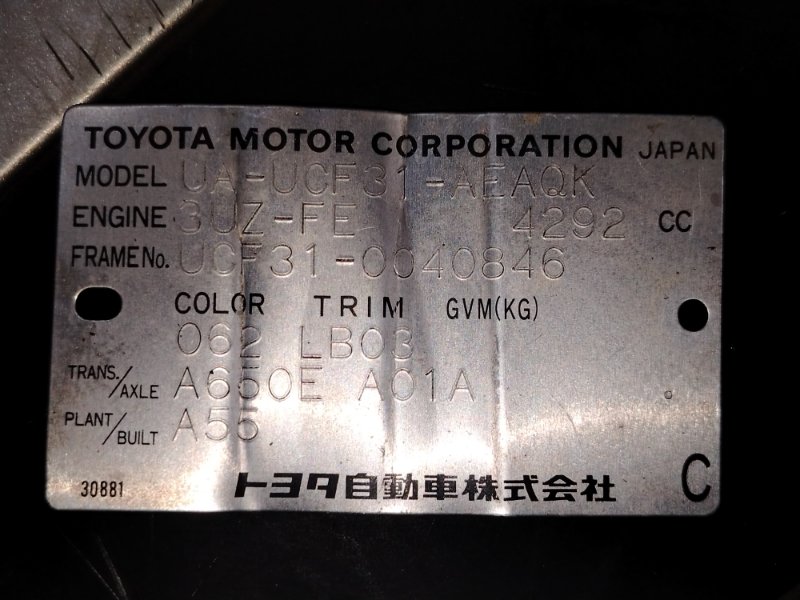 TOYOTA MOTOR CORPORATION JAPAN
MODEL UA-UCF31-AEAQK
ENGINE 3UZ-FE 4292 CC
FRAME No. UCF31-0040846
COLOR TRIM GVM(KG)
062 LB03
TRANS./AXLE A650E A01A
PLANT/BUILT A55
30881 トヨタ自動車株式会社 C